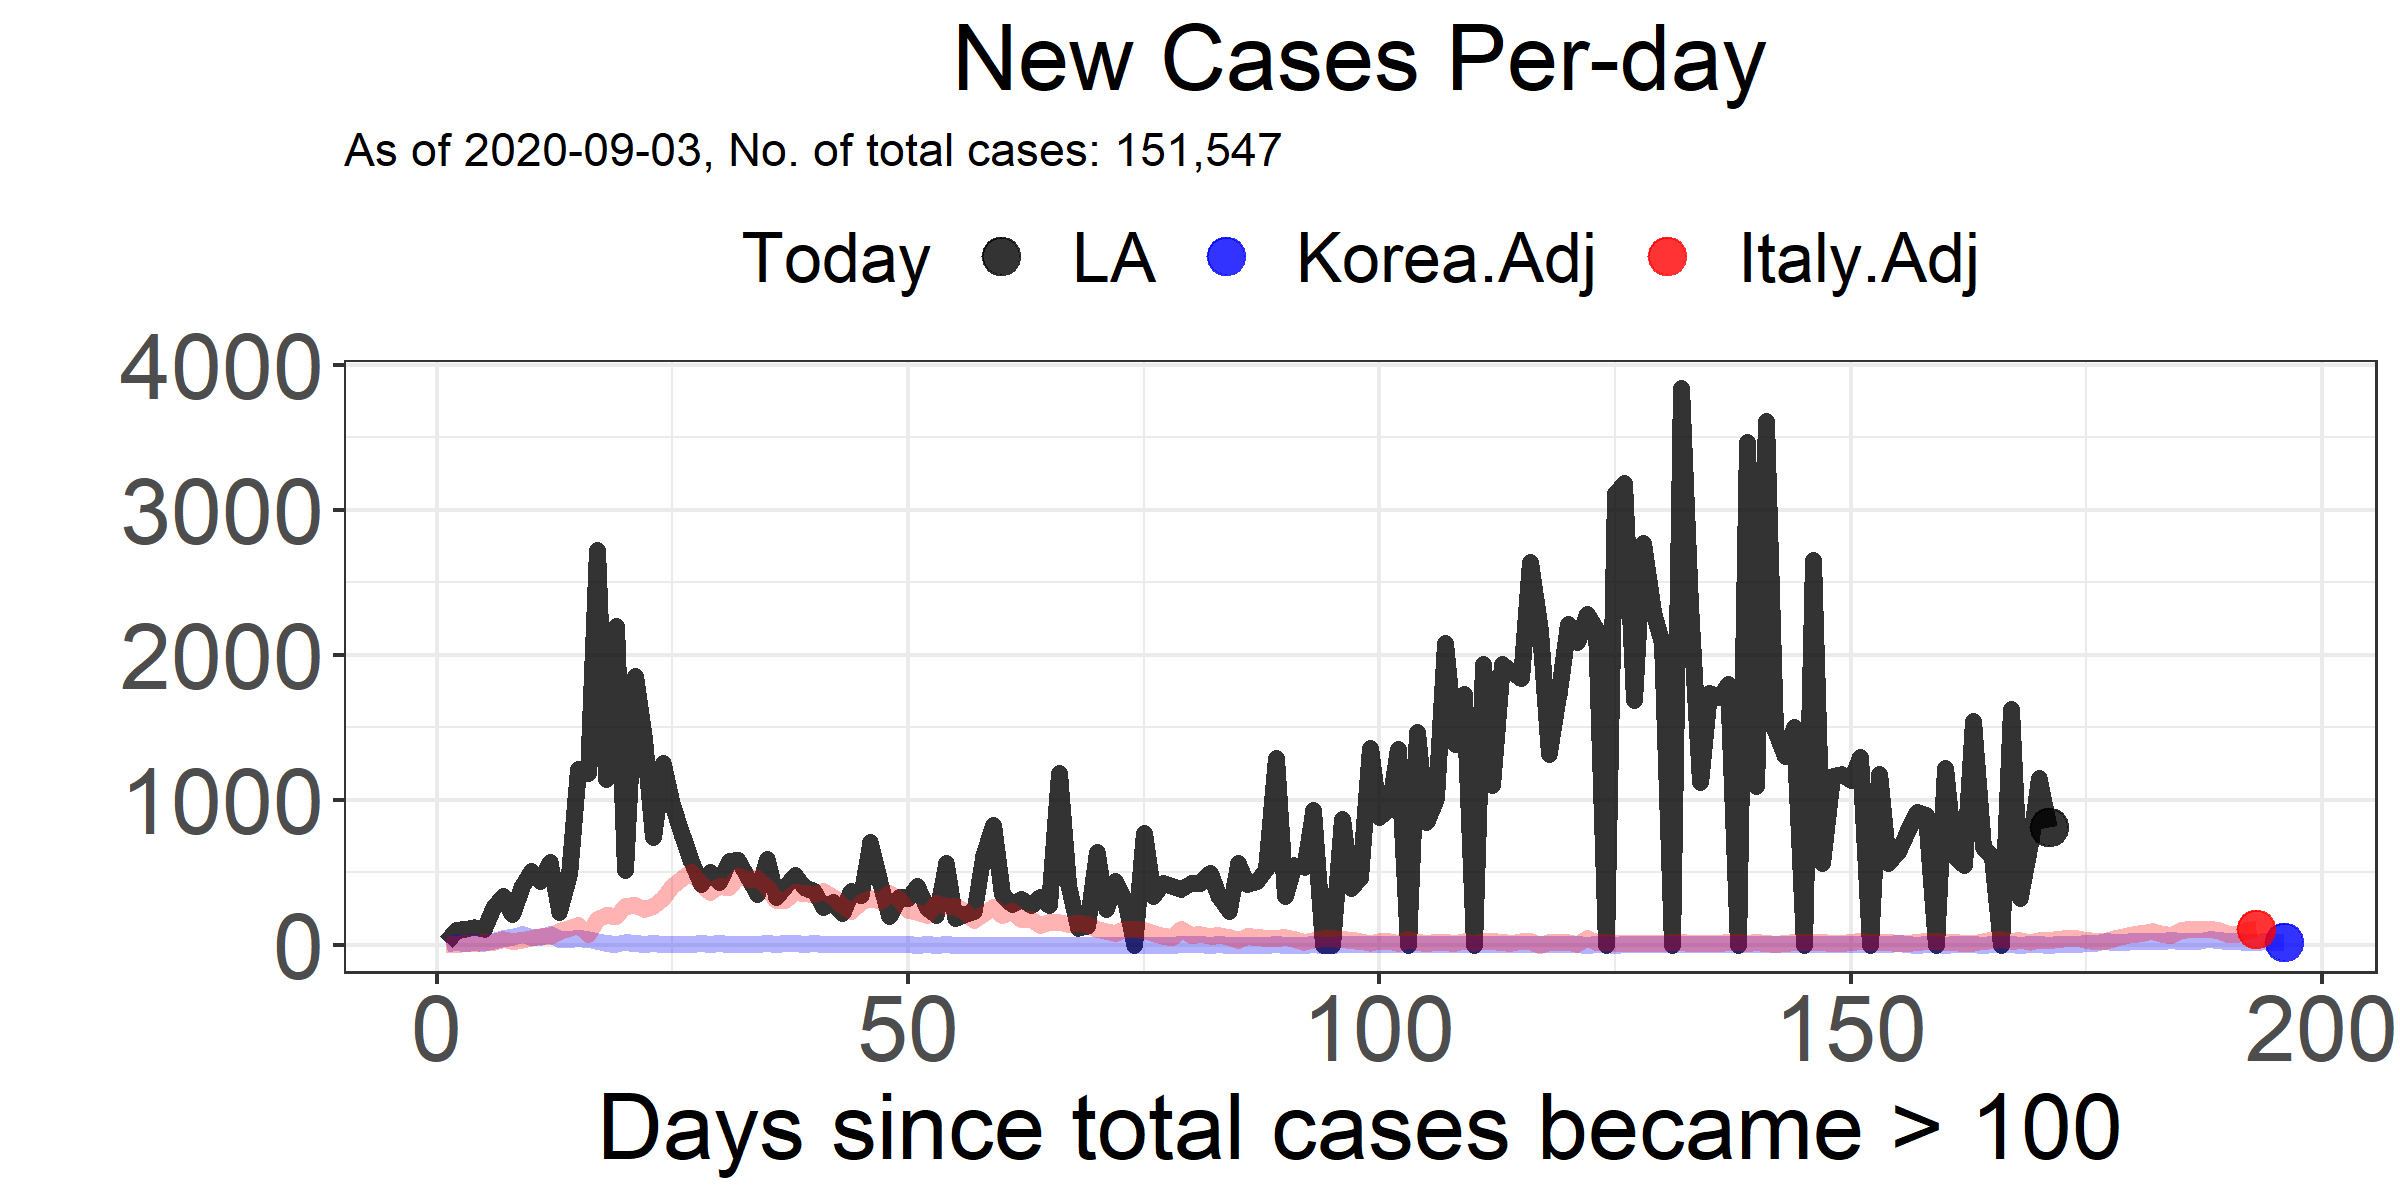 New Cases Per-day
As of 2020-09-03, No. of total cases: 151,547
Today LA Korea.Adj Italy.Adj
4000
3000
2000
1000
0
0 50 100 150 200
Days since total cases became > 100